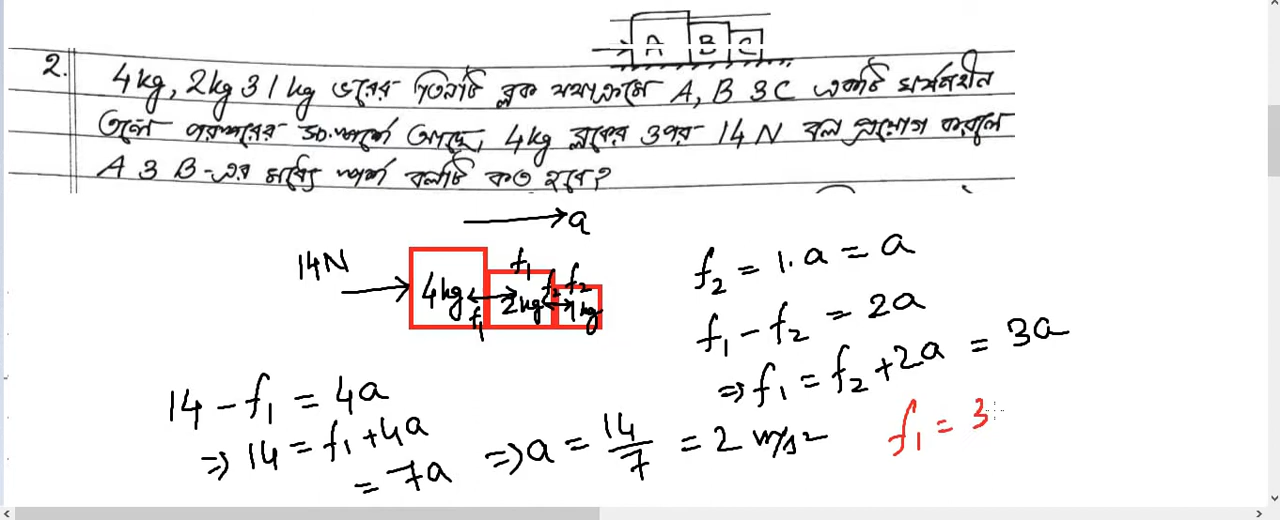 A B C
2. 4kg, 2kg ও 1kg ভরের তিনটি ব্লক যথাক্রমে A, B ও C একটি ঘর্ষনহীন
তলে পরস্পরের সংস্পর্শে আছে, 4kg ব্লকের ওপর 14N বল প্রয়োগ করলে
A ও B-এর মধ্যে স্পর্শ বলটি কত হবে?
a
14N
4kg f₁ f₁ 2kg f₂ f₂ 1kg
f₂ = 1.a = a
f₁ - f₂ = 2a
⇒ f₁ = f₂ + 2a = 3a
14 - f₁ = 4a
⇒ 14 = f₁ + 4a
= 7a ⇒ a = 14/7 = 2 m/s²
f₁ = 3